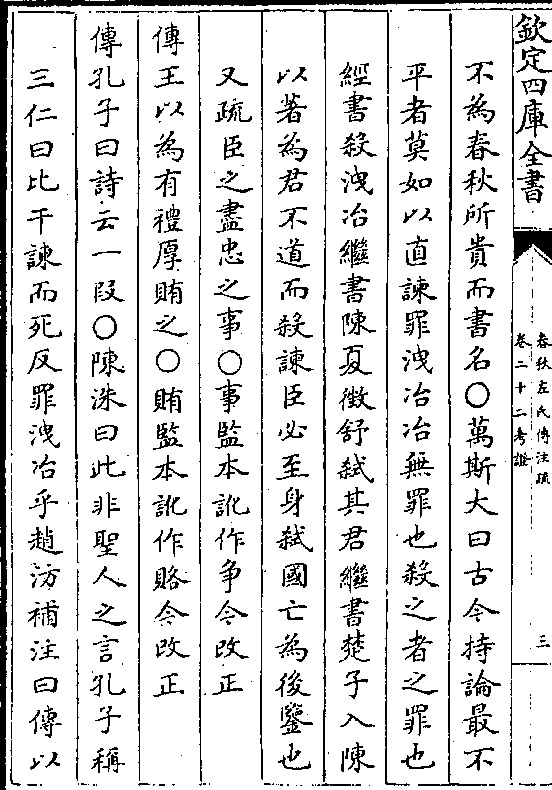 欽定四庫全書
春秋左氏傳注疏
卷二十二考證
三
不為春秋所貴而書名○萬斯大曰古今持論最不
平者莫如以直諫罪洩冶冶無罪也殺之者之罪也
經書殺洩冶繼書陳夏徴舒弑其君繼書楚子入陳
以著為君不道而殺諫臣必至身弑國亡為後鑒也
又疏臣之盡忠之事○事監本訛作争今改正
傳王以為有禮厚賄之○賄監本訛作賂今改正
傳孔子曰詩云一段○陳洙曰此非聖人之言孔子稱
三仁曰比干諫而死反罪洩冶乎趙汸補注曰傳以